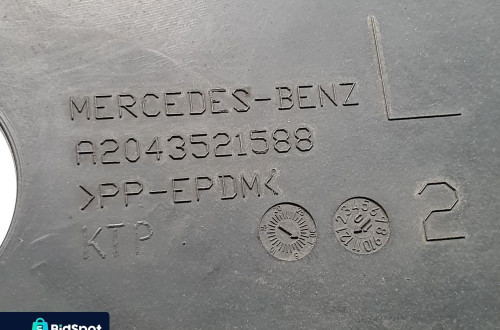 MERCEDES-BENZ
L
A2043521588
>PP-EPDM<
KTP
2
BidSpot